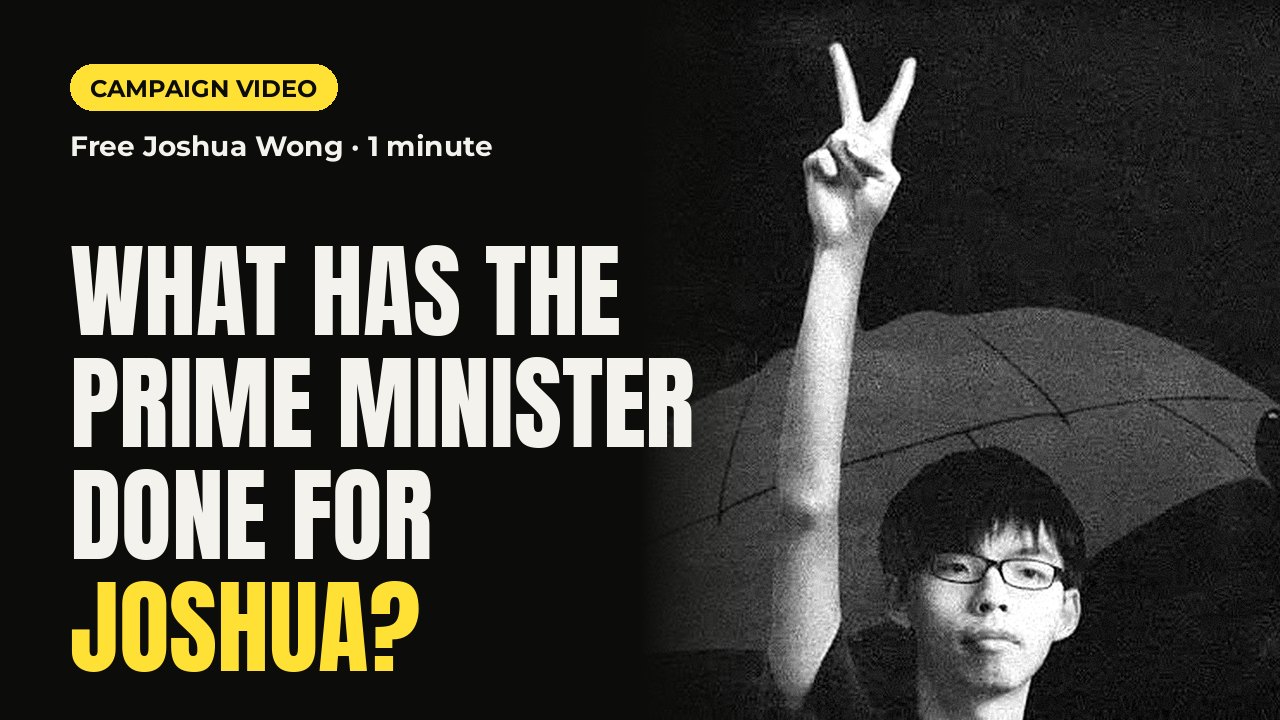 CAMPAIGN VIDEO
Free Joshua Wong · 1 minute
WHAT HAS THE
PRIME MINISTER
DONE FOR
JOSHUA?